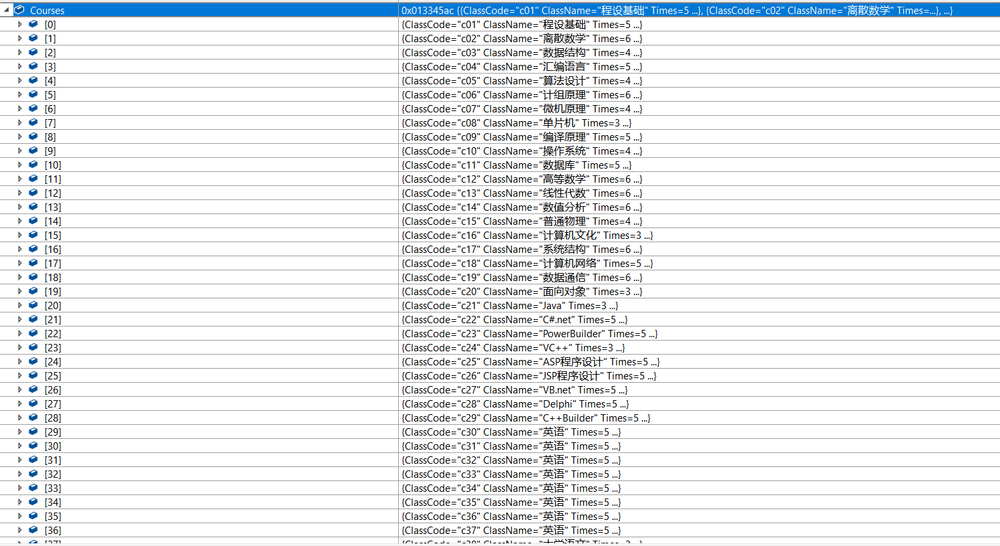 Courses 0x013345ac {{ClassCode="c01" ClassName="程设基础" Times=5 ...}, {ClassCode="c02" ClassName="离散数学" Times=...}, ...}
[0] {ClassCode="c01" ClassName="程设基础" Times=5 ...}
[1] {ClassCode="c02" ClassName="离散数学" Times=6 ...}
[2] {ClassCode="c03" ClassName="数据结构" Times=4 ...}
[3] {ClassCode="c04" ClassName="汇编语言" Times=5 ...}
[4] {ClassCode="c05" ClassName="算法设计" Times=4 ...}
[5] {ClassCode="c06" ClassName="计组原理" Times=6 ...}
[6] {ClassCode="c07" ClassName="微机原理" Times=4 ...}
[7] {ClassCode="c08" ClassName="单片机" Times=3 ...}
[8] {ClassCode="c09" ClassName="编译原理" Times=5 ...}
[9] {ClassCode="c10" ClassName="操作系统" Times=4 ...}
[10] {ClassCode="c11" ClassName="数据库" Times=5 ...}
[11] {ClassCode="c12" ClassName="高等数学" Times=6 ...}
[12] {ClassCode="c13" ClassName="线性代数" Times=6 ...}
[13] {ClassCode="c14" ClassName="数值分析" Times=6 ...}
[14] {ClassCode="c15" ClassName="普通物理" Times=4 ...}
[15] {ClassCode="c16" ClassName="计算机文化" Times=3 ...}
[16] {ClassCode="c17" ClassName="系统结构" Times=6 ...}
[17] {ClassCode="c18" ClassName="计算机网络" Times=5 ...}
[18] {ClassCode="c19" ClassName="数据通信" Times=6 ...}
[19] {ClassCode="c20" ClassName="面向对象" Times=3 ...}
[20] {ClassCode="c21" ClassName="Java" Times=3 ...}
[21] {ClassCode="c22" ClassName="C#.net" Times=5 ...}
[22] {ClassCode="c23" ClassName="PowerBuilder" Times=5 ...}
[23] {ClassCode="c24" ClassName="VC++" Times=3 ...}
[24] {ClassCode="c25" ClassName="ASP程序设计" Times=5 ...}
[25] {ClassCode="c26" ClassName="JSP程序设计" Times=5 ...}
[26] {ClassCode="c27" ClassName="VB.net" Times=5 ...}
[27] {ClassCode="c28" ClassName="Delphi" Times=5 ...}
[28] {ClassCode="c29" ClassName="C++Builder" Times=5 ...}
[29] {ClassCode="c30" ClassName="英语" Times=5 ...}
[30] {ClassCode="c31" ClassName="英语" Times=5 ...}
[31] {ClassCode="c32" ClassName="英语" Times=5 ...}
[32] {ClassCode="c33" ClassName="英语" Times=5 ...}
[33] {ClassCode="c34" ClassName="英语" Times=5 ...}
[34] {ClassCode="c35" ClassName="英语" Times=5 ...}
[35] {ClassCode="c36" ClassName="英语" Times=5 ...}
[36] {ClassCode="c37" ClassName="英语" Times=5 ...}